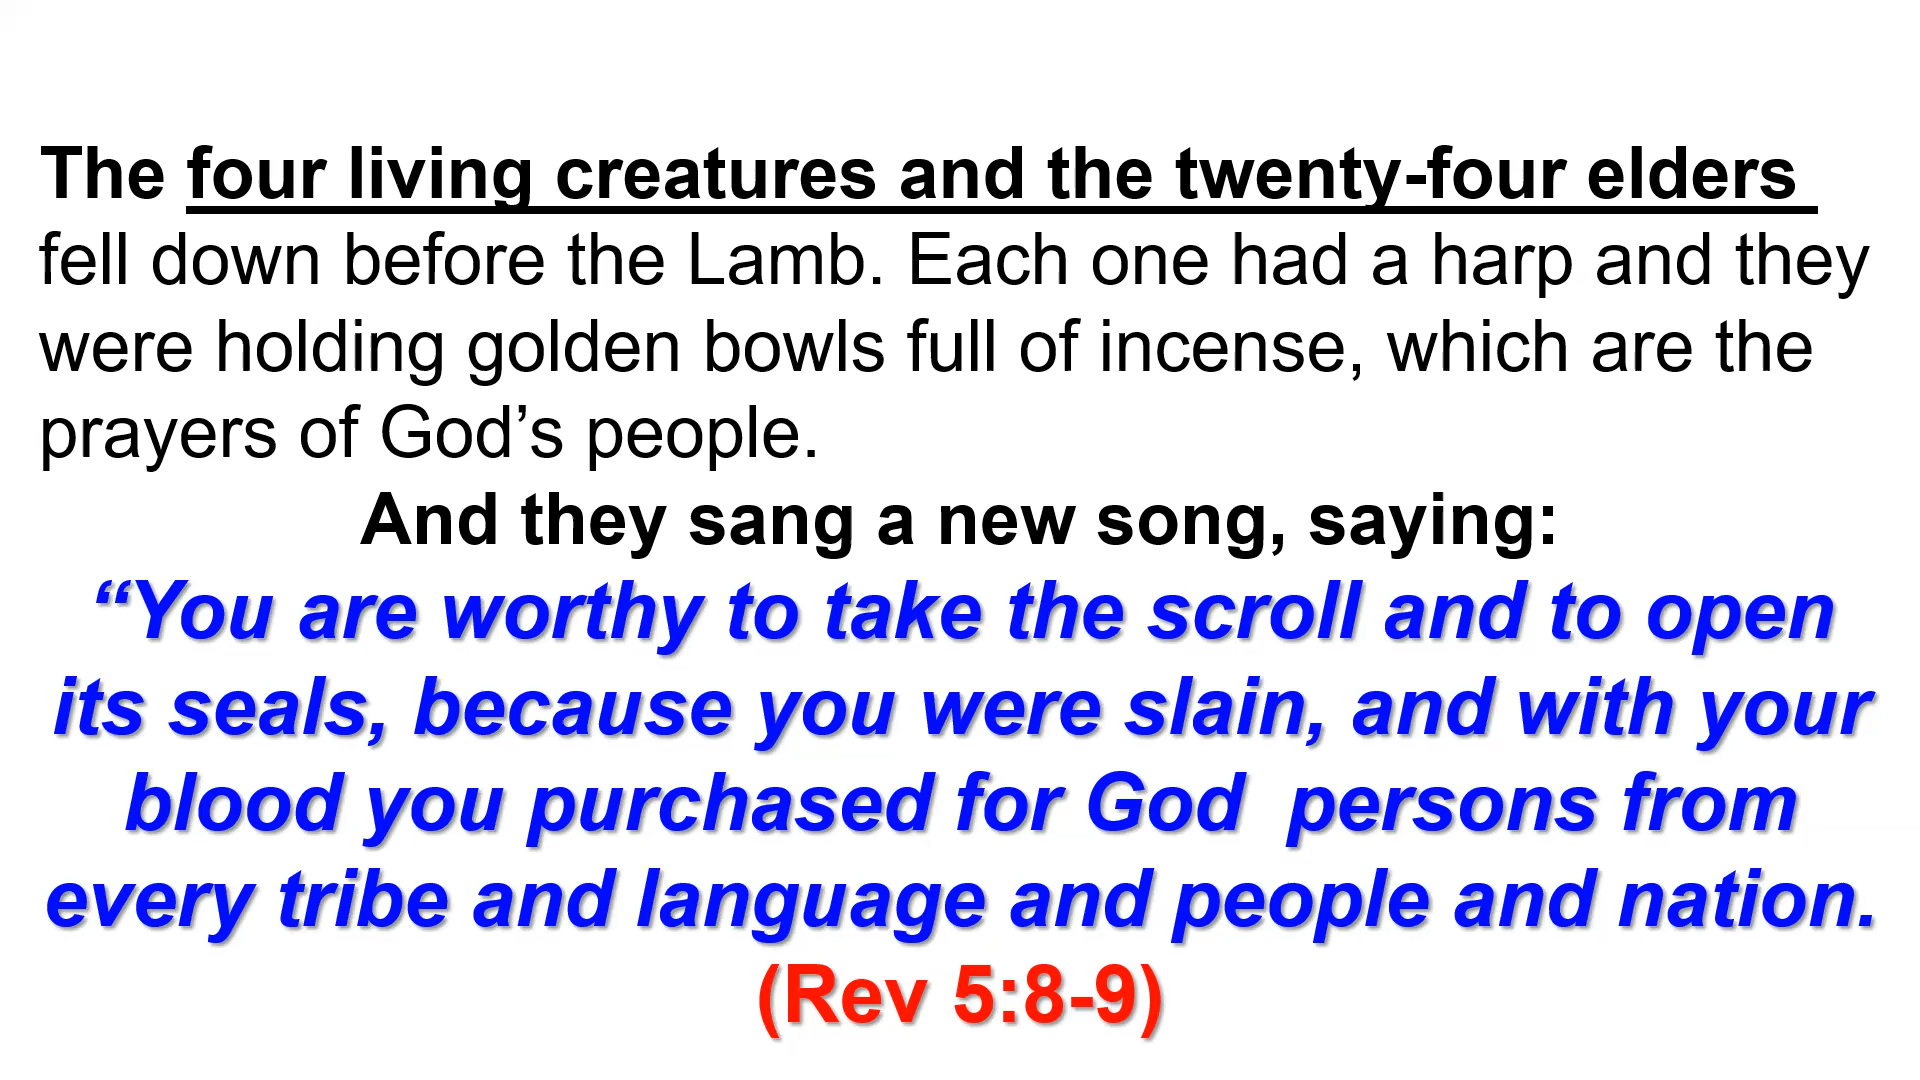 The four living creatures and the twenty-four elders
fell down before the Lamb. Each one had a harp and they
were holding golden bowls full of incense, which are the
prayers of God’s people.
And they sang a new song, saying:
“You are worthy to take the scroll and to open
its seals, because you were slain, and with your
blood you purchased for God  persons from
every tribe and language and people and nation.
(Rev 5:8-9)